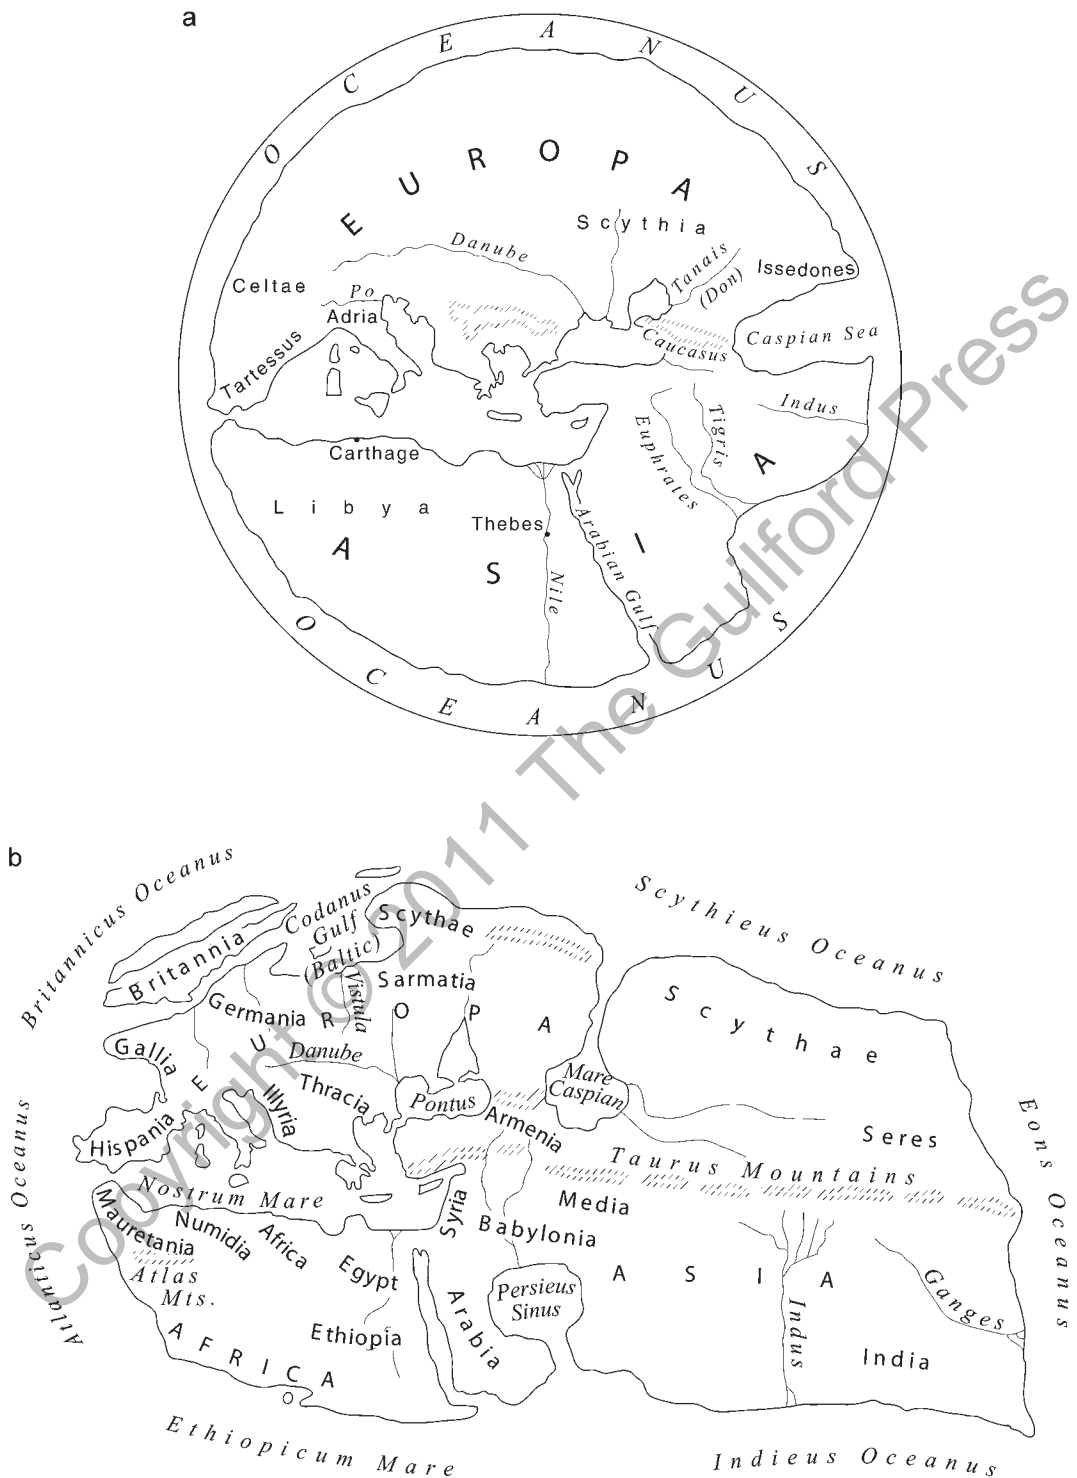 a
OCEANUS
EUROPA
Scythia
Danube
Tanais
(Don)
Issedones
Celtae
Po
Adria
Caucasus
Caspian Sea
Tartessus
Indus
Tigris
Euphrates
Carthage
Libya
Thebes
Nile
Arabian Gulf
ASIA
OCEANUS
b
Britannicus Oceanus
Codanus
Gulf
(Baltic)
Scythae
Scythieus Oceanus
Britannia
Sarmatia
Vistula
Germania
EUROPA
Scythae
Gallia
Danube
Thracia
Illyria
Pontus
Mare
Caspian
Armenia
Hispania
Seres
Taurus Mountains
Eons Oceanus
Atlanticus Oceanus
Nostrum Mare
Mauretania
Numidia
Africa
Syria
Media
Babylonia
Egypt
Atlas
Mts.
Persieus
Sinus
ASIA
Arabia
Ethiopia
Indus
Ganges
India
AFRICA
Ethiopicum Mare
Indieus Oceanus
Copyright © 2011 The Guilford Press